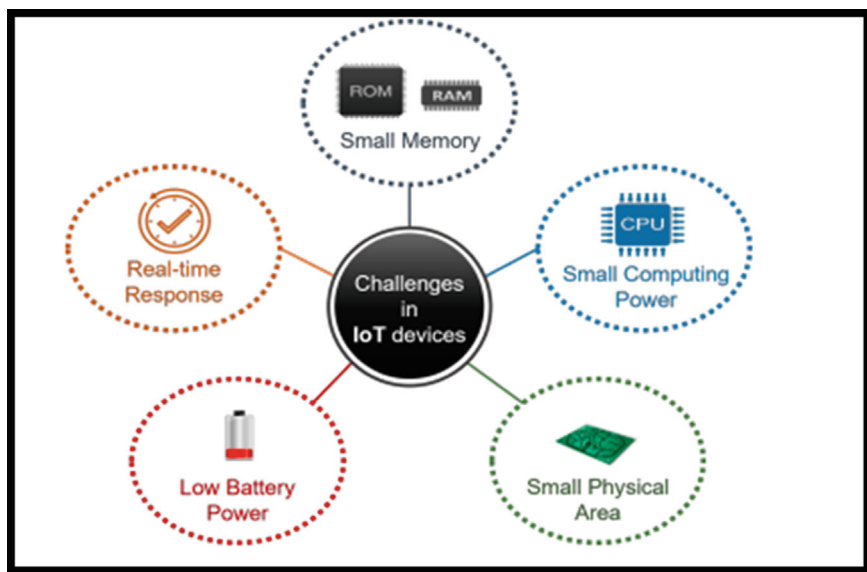 ROM
RAM
Small Memory
Real-time
Response
CPU
Small Computing
Power
Challenges
in
IoT devices
Low Battery
Power
Small Physical
Area